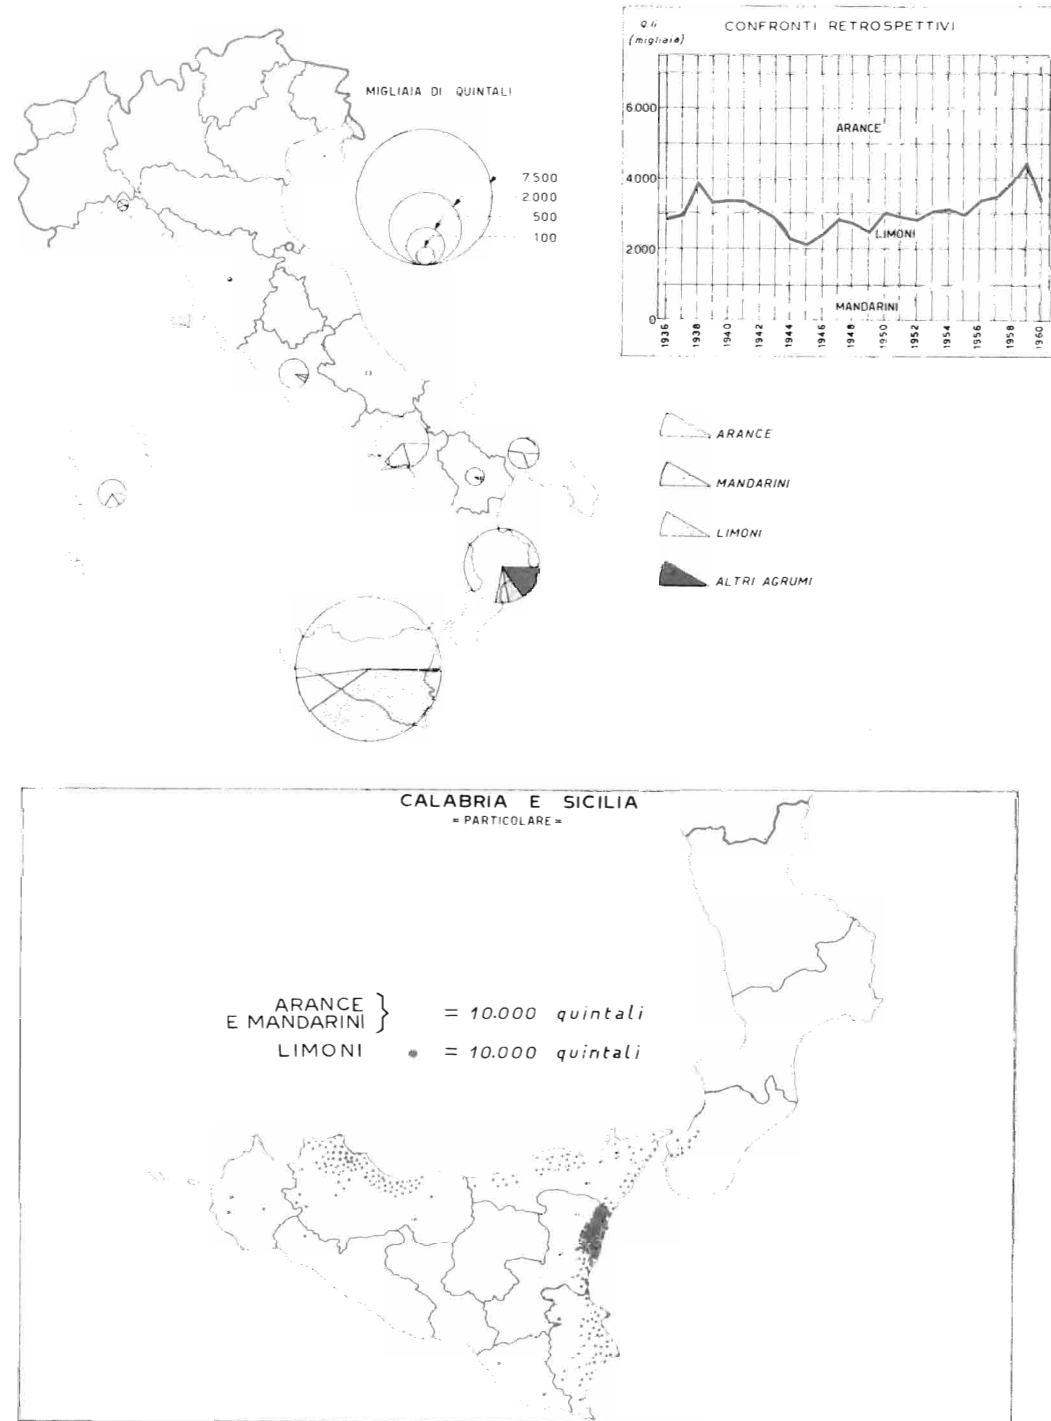 MIGLIAIA DI QUINTALI
7.500
2.000
500
100
Q.li
(migliaia)
CONFRONTI RETROSPETTIVI
6000
4000
2000
0
ARANCE
LIMONI
MANDARINI
1936
1938
1940
1942
1944
1946
1948
1950
1952
1954
1956
1958
1960
ARANCE
MANDARINI
LIMONI
ALTRI AGRUMI
CALABRIA E SICILIA
= PARTICOLARE =
ARANCE
E MANDARINI } = 10.000 quintali
LIMONI = 10.000 quintali